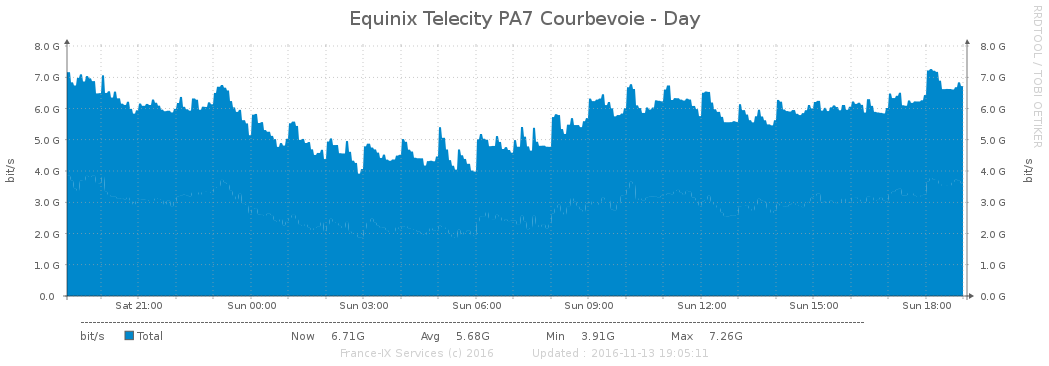 Equinix Telecity PA7 Courbevoie - Day
RRDTOOL / TOBI OETIKER
8.0 G 8.0 G
7.0 G 7.0 G
6.0 G 6.0 G
5.0 G 5.0 G
4.0 G 4.0 G
3.0 G 3.0 G
2.0 G 2.0 G
1.0 G 1.0 G
0.0 0.0 G
bit/s bit/s
Sat 21:00 Sun 00:00 Sun 03:00 Sun 06:00 Sun 09:00 Sun 12:00 Sun 15:00 Sun 18:00
bit/s Total Now 6.71G Avg 5.68G Min 3.91G Max 7.26G
France-IX Services (c) 2016 Updated : 2016-11-13 19:05:11